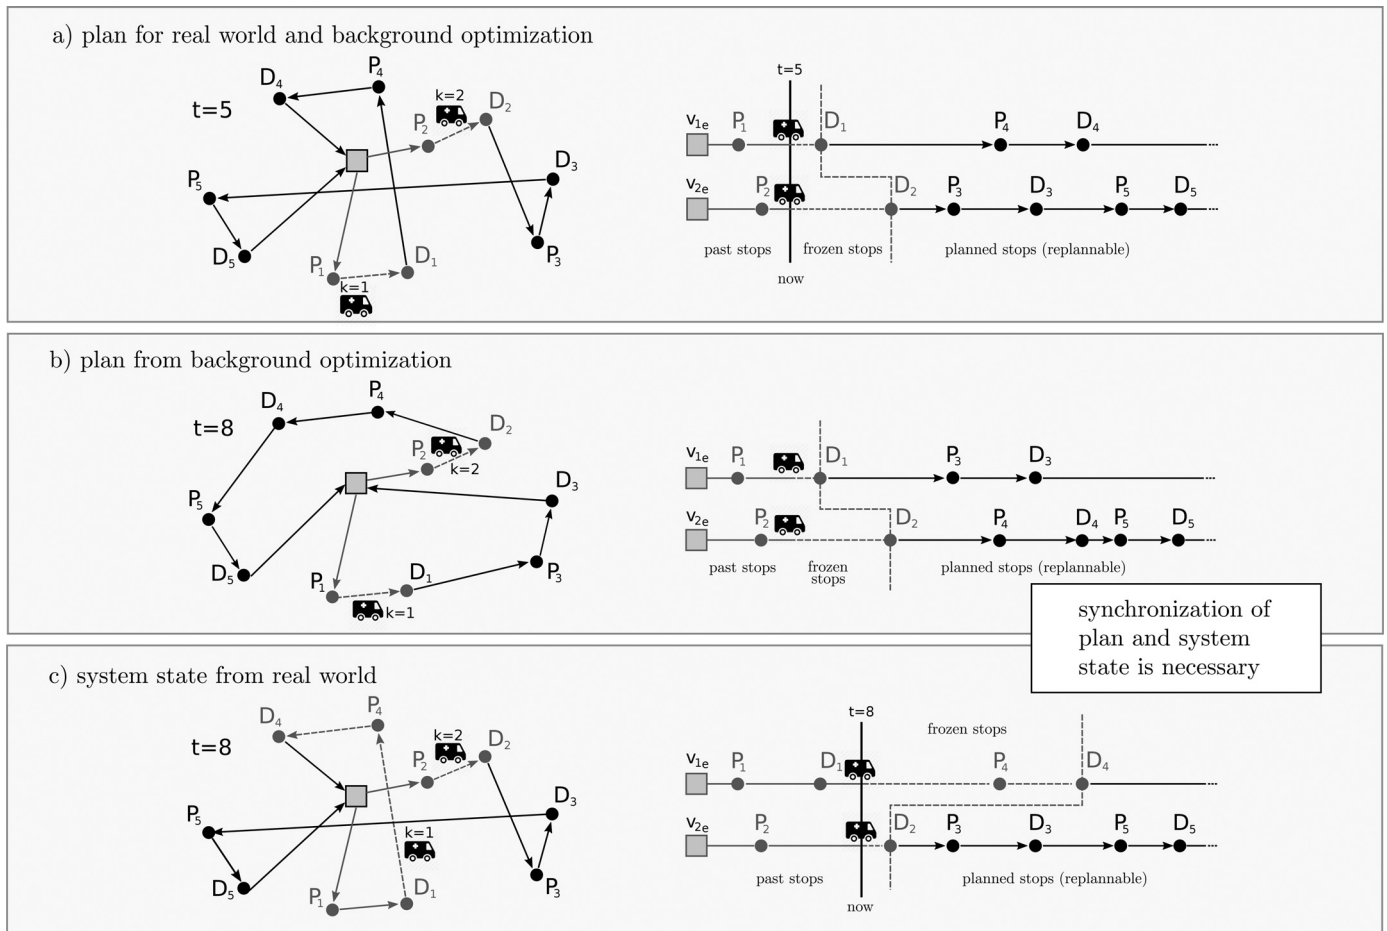 a) plan for real world and background optimization
t=5
D4
P4
k=2
P2
D2
D3
P5
D5
P1
D1
P3
k=1
t=5
v1e
P1
D1
P4
D4
v2e
P2
D2
P3
D3
P5
D5
past stops
frozen stops
planned stops (replannable)
now
b) plan from background optimization
t=8
D4
P4
D2
P2
k=2
P5
D3
D5
P1
D1
P3
k=1
v1e
P1
D1
P3
D3
v2e
P2
D2
P4
D4
P5
D5
past stops
frozen
stops
planned stops (replannable)
synchronization of
plan and system
state is necessary
c) system state from real world
t=8
D4
P4
k=2
D2
P2
P5
D3
k=1
D5
P1
D1
P3
t=8
frozen stops
v1e
P1
D1
P4
D4
v2e
P2
D2
P3
D3
P5
D5
past stops
planned stops (replannable)
now